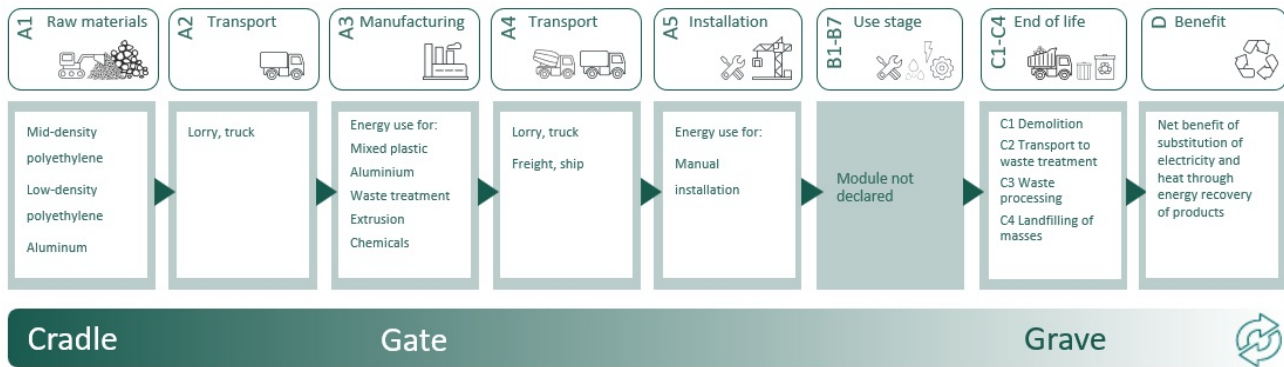 A1 Raw materials
A2 Transport
A3 Manufacturing
A4 Transport
A5 Installation
B1-B7 Use stage
C1-C4 End of life
D Benefit
Mid-density
polyethylene
Low-density
polyethylene
Aluminum
Lorry, truck
Energy use for:
Mixed plastic
Aluminium
Waste treatment
Extrusion
Chemicals
Lorry, truck
Freight, ship
Energy use for:
Manual
installation
Module not
declared
C1 Demolition
C2 Transport to
waste treatment
C3 Waste
processing
C4 Landfilling of
masses
Net benefit of
substitution of
electricity and
heat through
energy recovery
of products
Cradle
Gate
Grave